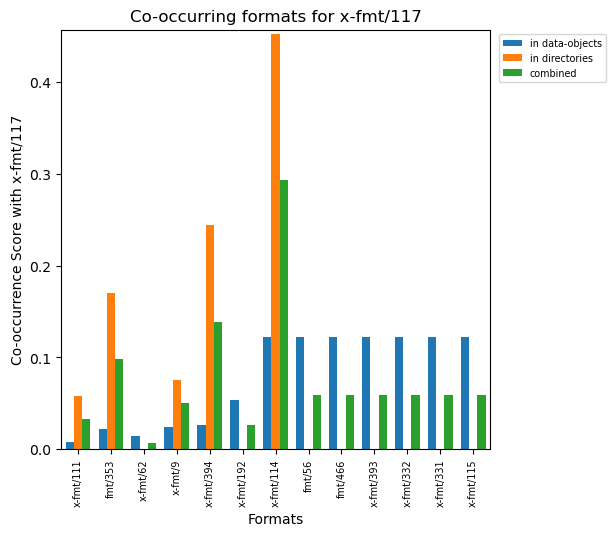 Co-occurring formats for x-fmt/117
in data-objects
in directories
combined
Co-occurrence Score with x-fmt/117
0.4
0.3
0.2
0.1
0.0
x-fmt/111
fmt/353
x-fmt/62
x-fmt/9
x-fmt/394
x-fmt/192
x-fmt/114
fmt/56
fmt/466
x-fmt/393
x-fmt/332
x-fmt/331
x-fmt/115
Formats